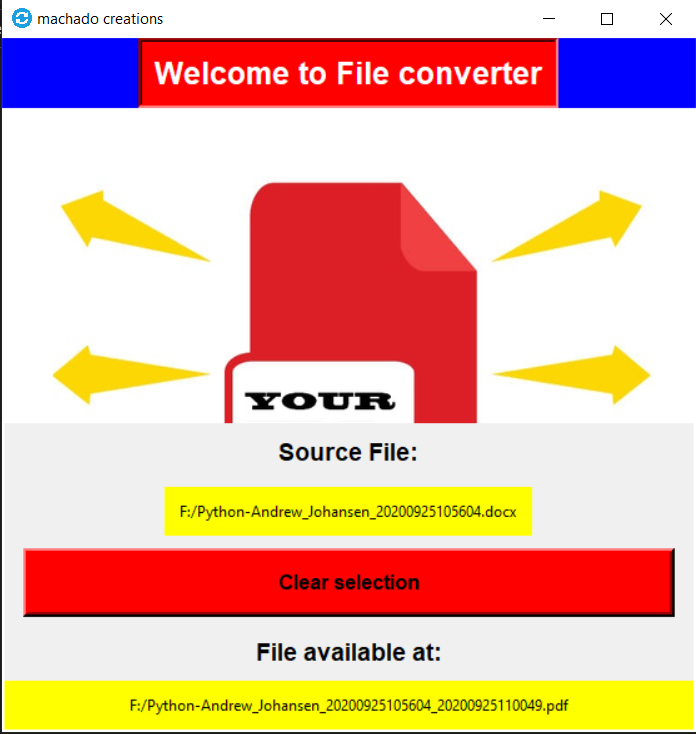 machado creations
Welcome to File converter
YOUR
Source File:
F:/Python-Andrew_Johansen_20200925105604.docx
Clear selection
File available at:
F:/Python-Andrew_Johansen_20200925105604_20200925110049.pdf